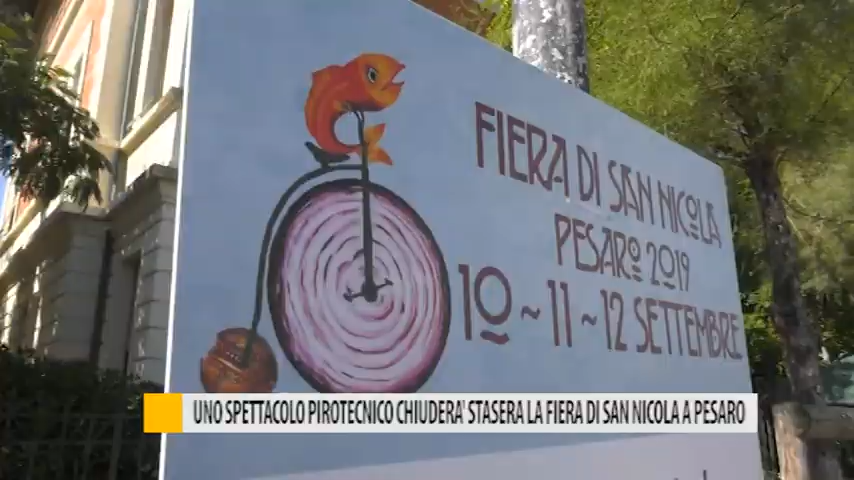 FIERA DI SAN NICOLA
PESARO 2019
10~11~12 SETTEMBRE
UNO SPETTACOLO PIROTECNICO CHIUDERA' STASERA LA FIERA DI SAN NICOLA A PESARO